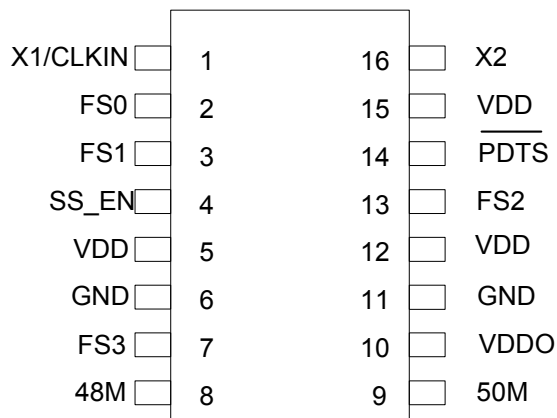 X1/CLKIN 1 16 X2
FS0 2 15 VDD
FS1 3 14 PDTS
SS_EN 4 13 FS2
VDD 5 12 VDD
GND 6 11 GND
FS3 7 10 VDDO
48M 8 9 50M